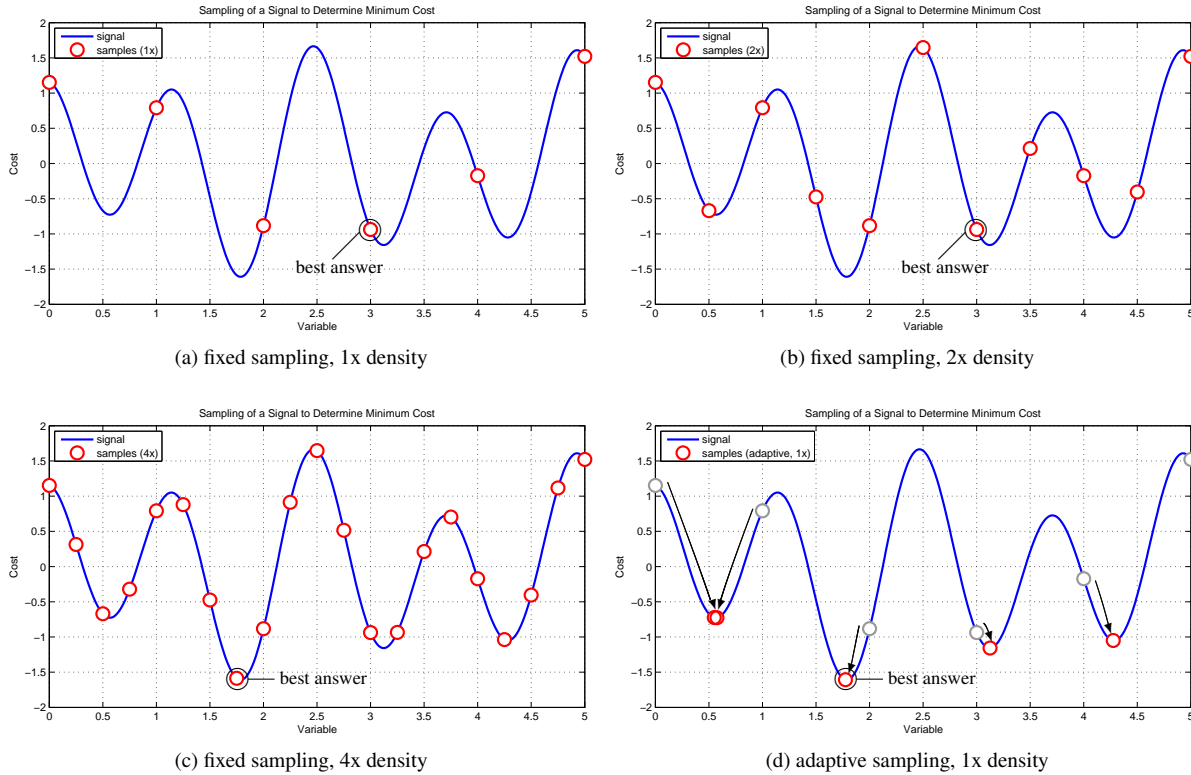 Sampling of a Signal to Determine Minimum Cost
signal
samples (1x)
2
1.5
1
0.5
0
−0.5
−1
−1.5
−2
Cost
best answer
0 0.5 1 1.5 2 2.5 3 3.5 4 4.5 5
Variable
(a) fixed sampling, 1x density
Sampling of a Signal to Determine Minimum Cost
signal
samples (2x)
2
1.5
1
0.5
0
−0.5
−1
−1.5
−2
Cost
best answer
0 0.5 1 1.5 2 2.5 3 3.5 4 4.5 5
Variable
(b) fixed sampling, 2x density
Sampling of a Signal to Determine Minimum Cost
signal
samples (4x)
2
1.5
1
0.5
0
−0.5
−1
−1.5
−2
Cost
best answer
0 0.5 1 1.5 2 2.5 3 3.5 4 4.5 5
Variable
(c) fixed sampling, 4x density
Sampling of a Signal to Determine Minimum Cost
signal
samples (adaptive, 1x)
2
1.5
1
0.5
0
−0.5
−1
−1.5
−2
Cost
best answer
0 0.5 1 1.5 2 2.5 3 3.5 4 4.5 5
Variable
(d) adaptive sampling, 1x density